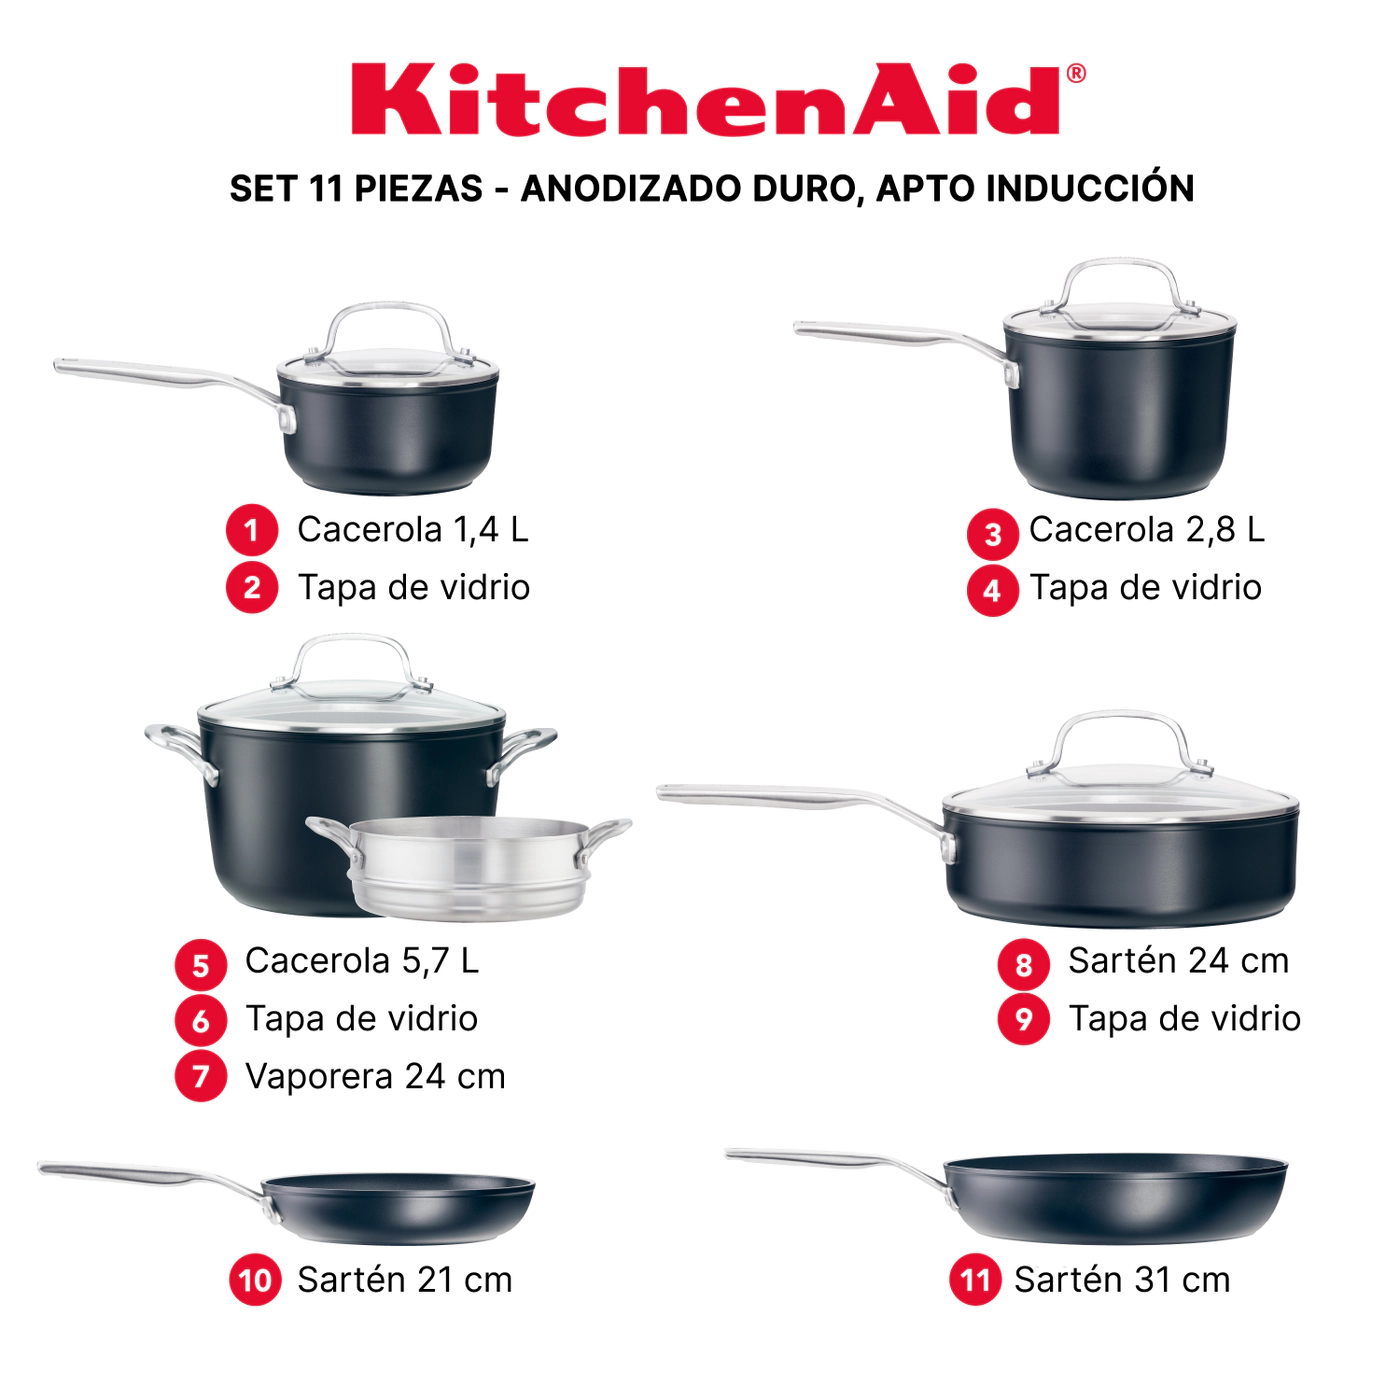 KitchenAid®
SET 11 PIEZAS - ANODIZADO DURO, APTO INDUCCIÓN
1 Cacerola 1,4 L
2 Tapa de vidrio
3 Cacerola 2,8 L
4 Tapa de vidrio
5 Cacerola 5,7 L
6 Tapa de vidrio
7 Vaporera 24 cm
8 Sartén 24 cm
9 Tapa de vidrio
10 Sartén 21 cm
11 Sartén 31 cm